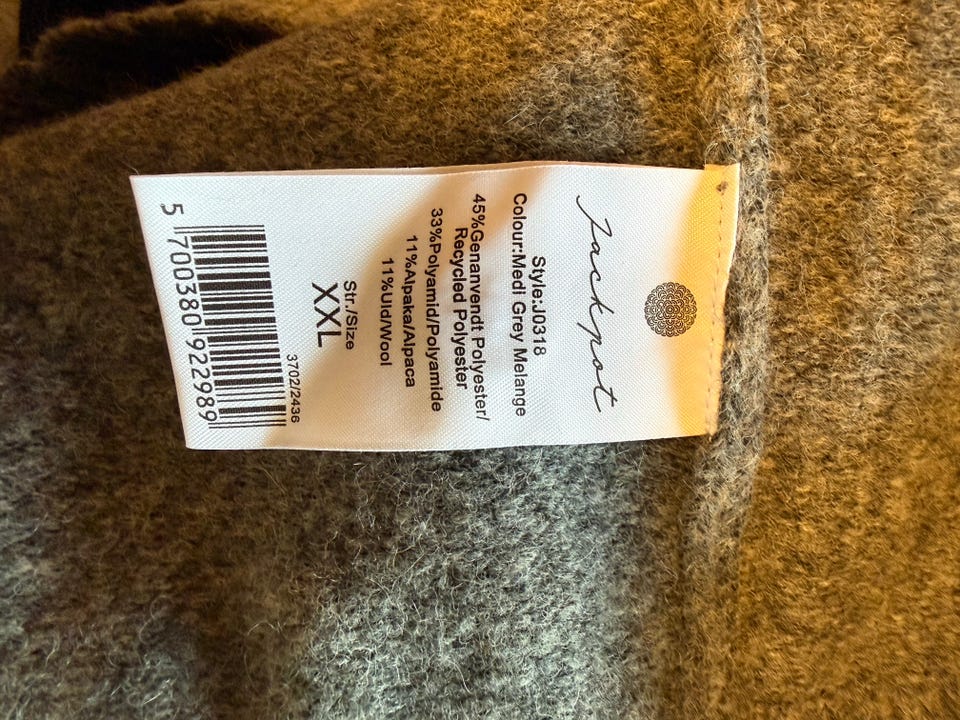 Jackpot
Style:J0318
Colour:Medi Grey Melange
45%Genanvendt Polyester/
Recycled Polyester
33%Polyamid/Polyamide
11%Alpaka/Alpaca
11%Uld/Wool
Str./Size
XXL
3702/2436
5 700380 922989